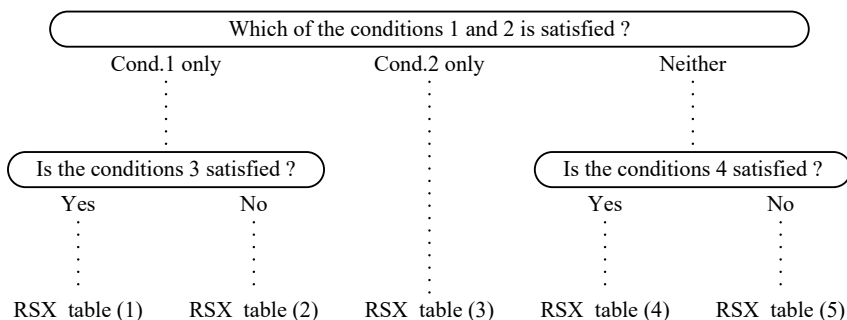 Which of the conditions 1 and 2 is satisfied ?
Cond.1 only Cond.2 only Neither
Is the conditions 3 satisfied ? Is the conditions 4 satisfied ?
Yes No Yes No
RSX table (1) RSX table (2) RSX table (3) RSX table (4) RSX table (5)